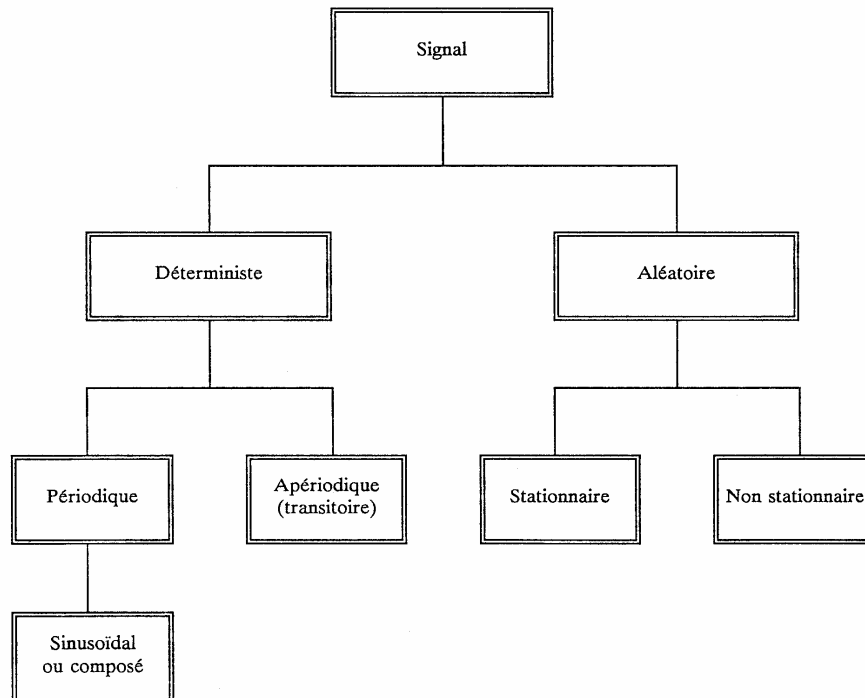 Signal
Déterministe
Aléatoire
Périodique
Apériodique
(transitoire)
Stationnaire
Non stationnaire
Sinusoïdal
ou composé